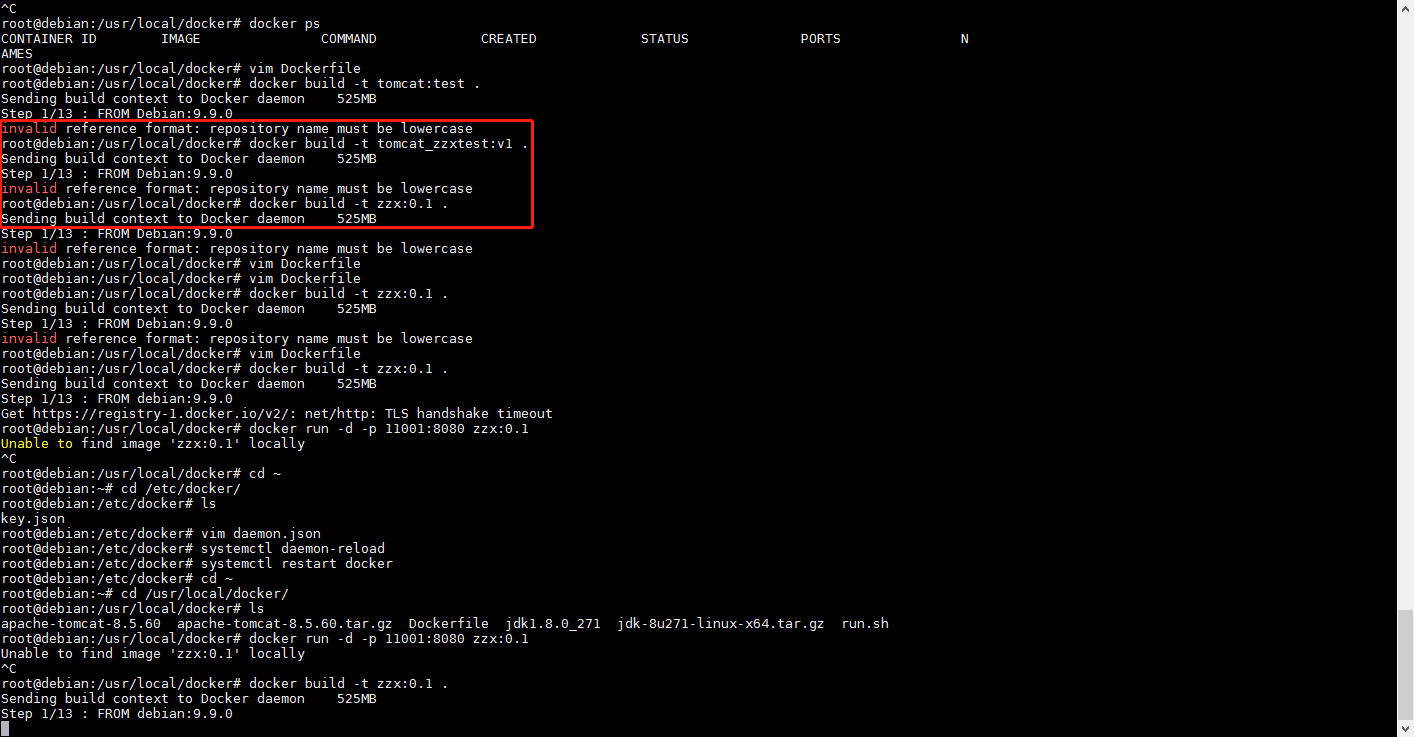 ^C
root@debian:/usr/local/docker# docker ps
CONTAINER ID        IMAGE               COMMAND             CREATED             STATUS              PORTS               N
AMES
root@debian:/usr/local/docker# vim Dockerfile
root@debian:/usr/local/docker# docker build -t tomcat:test .
Sending build context to Docker daemon    525MB
Step 1/13 : FROM Debian:9.9.0
invalid reference format: repository name must be lowercase
root@debian:/usr/local/docker# docker build -t tomcat_zzxtest:v1 .
Sending build context to Docker daemon    525MB
Step 1/13 : FROM Debian:9.9.0
invalid reference format: repository name must be lowercase
root@debian:/usr/local/docker# docker build -t zzx:0.1 .
Sending build context to Docker daemon    525MB
Step 1/13 : FROM Debian:9.9.0
invalid reference format: repository name must be lowercase
root@debian:/usr/local/docker# vim Dockerfile
root@debian:/usr/local/docker# vim Dockerfile
root@debian:/usr/local/docker# docker build -t zzx:0.1 .
Sending build context to Docker daemon    525MB
Step 1/13 : FROM Debian:9.9.0
invalid reference format: repository name must be lowercase
root@debian:/usr/local/docker# vim Dockerfile
root@debian:/usr/local/docker# docker build -t zzx:0.1 .
Sending build context to Docker daemon    525MB
Step 1/13 : FROM debian:9.9.0
Get https://registry-1.docker.io/v2/: net/http: TLS handshake timeout
root@debian:/usr/local/docker# docker run -d -p 11001:8080 zzx:0.1
Unable to find image 'zzx:0.1' locally
^C
root@debian:/usr/local/docker# cd ~
root@debian:~# cd /etc/docker/
root@debian:/etc/docker# ls
key.json
root@debian:/etc/docker# vim daemon.json
root@debian:/etc/docker# systemctl daemon-reload
root@debian:/etc/docker# systemctl restart docker
root@debian:/etc/docker# cd ~
root@debian:~# cd /usr/local/docker/
root@debian:/usr/local/docker# ls
apache-tomcat-8.5.60  apache-tomcat-8.5.60.tar.gz  Dockerfile  jdk1.8.0_271  jdk-8u271-linux-x64.tar.gz  run.sh
root@debian:/usr/local/docker# docker run -d -p 11001:8080 zzx:0.1
Unable to find image 'zzx:0.1' locally
^C
root@debian:/usr/local/docker# docker build -t zzx:0.1 .
Sending build context to Docker daemon    525MB
Step 1/13 : FROM debian:9.9.0